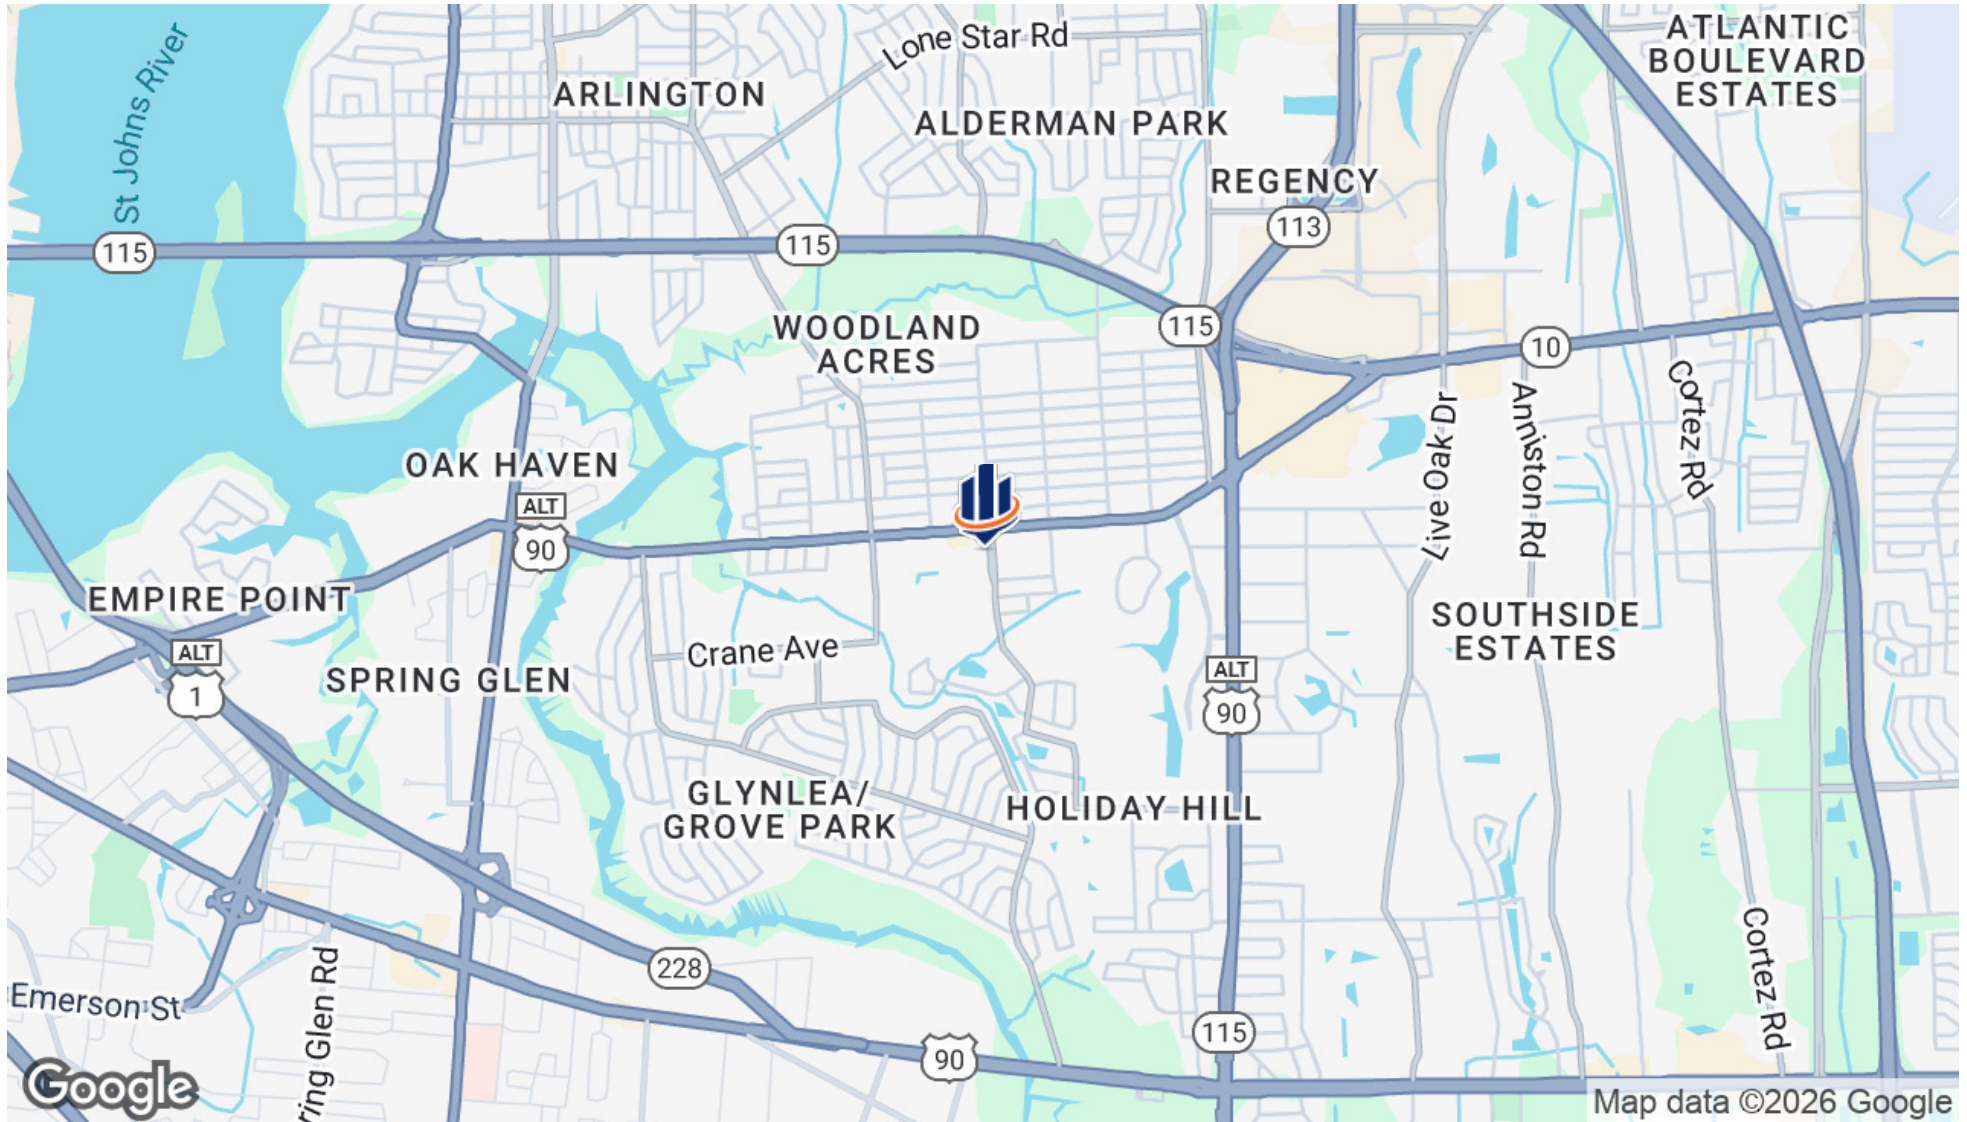 St Johns River
Lone Star Rd
ATLANTIC
BOULEVARD
ESTATES
ARLINGTON
ALDERMAN PARK
REGENCY
113
115
115
115
WOODLAND
ACRES
10
Cortez Rd
Anniston Rd
Live Oak Dr
OAK HAVEN
ALT
90
EMPIRE POINT
ALT
1
SPRING GLEN
Crane Ave
SOUTHSIDE
ESTATES
ALT
90
GLYNLEA/
GROVE PARK
HOLIDAY HILL
228
Emerson St
ring Glen Rd
Cortez Rd
115
90
Google
Map data ©2026 Google